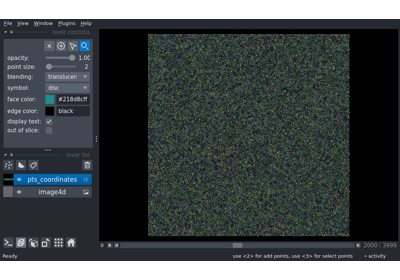 File View Window Plugins Help
layer controls
opacity: 1.00
point size: 2
blending: translucen
symbol: disc
face color: #218d8cff
edge color: black
display text:
out of slice:
layer list
pts_coordinates
image4d
0 2000 3999
Ready use <2> for add points, use <3> for select points activity